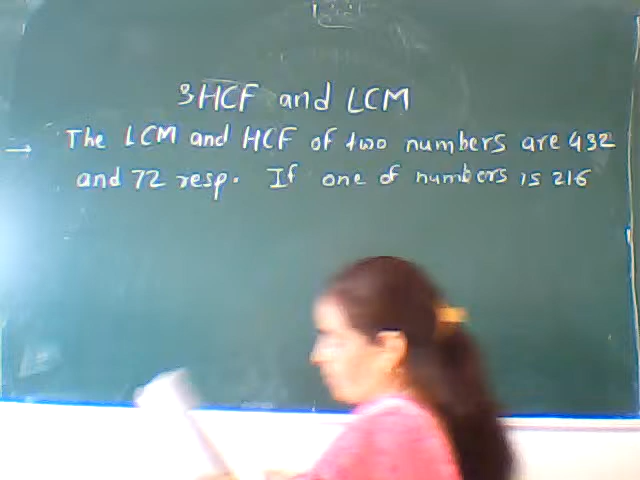 3 HCF and LCM
→ The LCM and HCF of two numbers are 432
and 72 resp. If one of numbers is 216